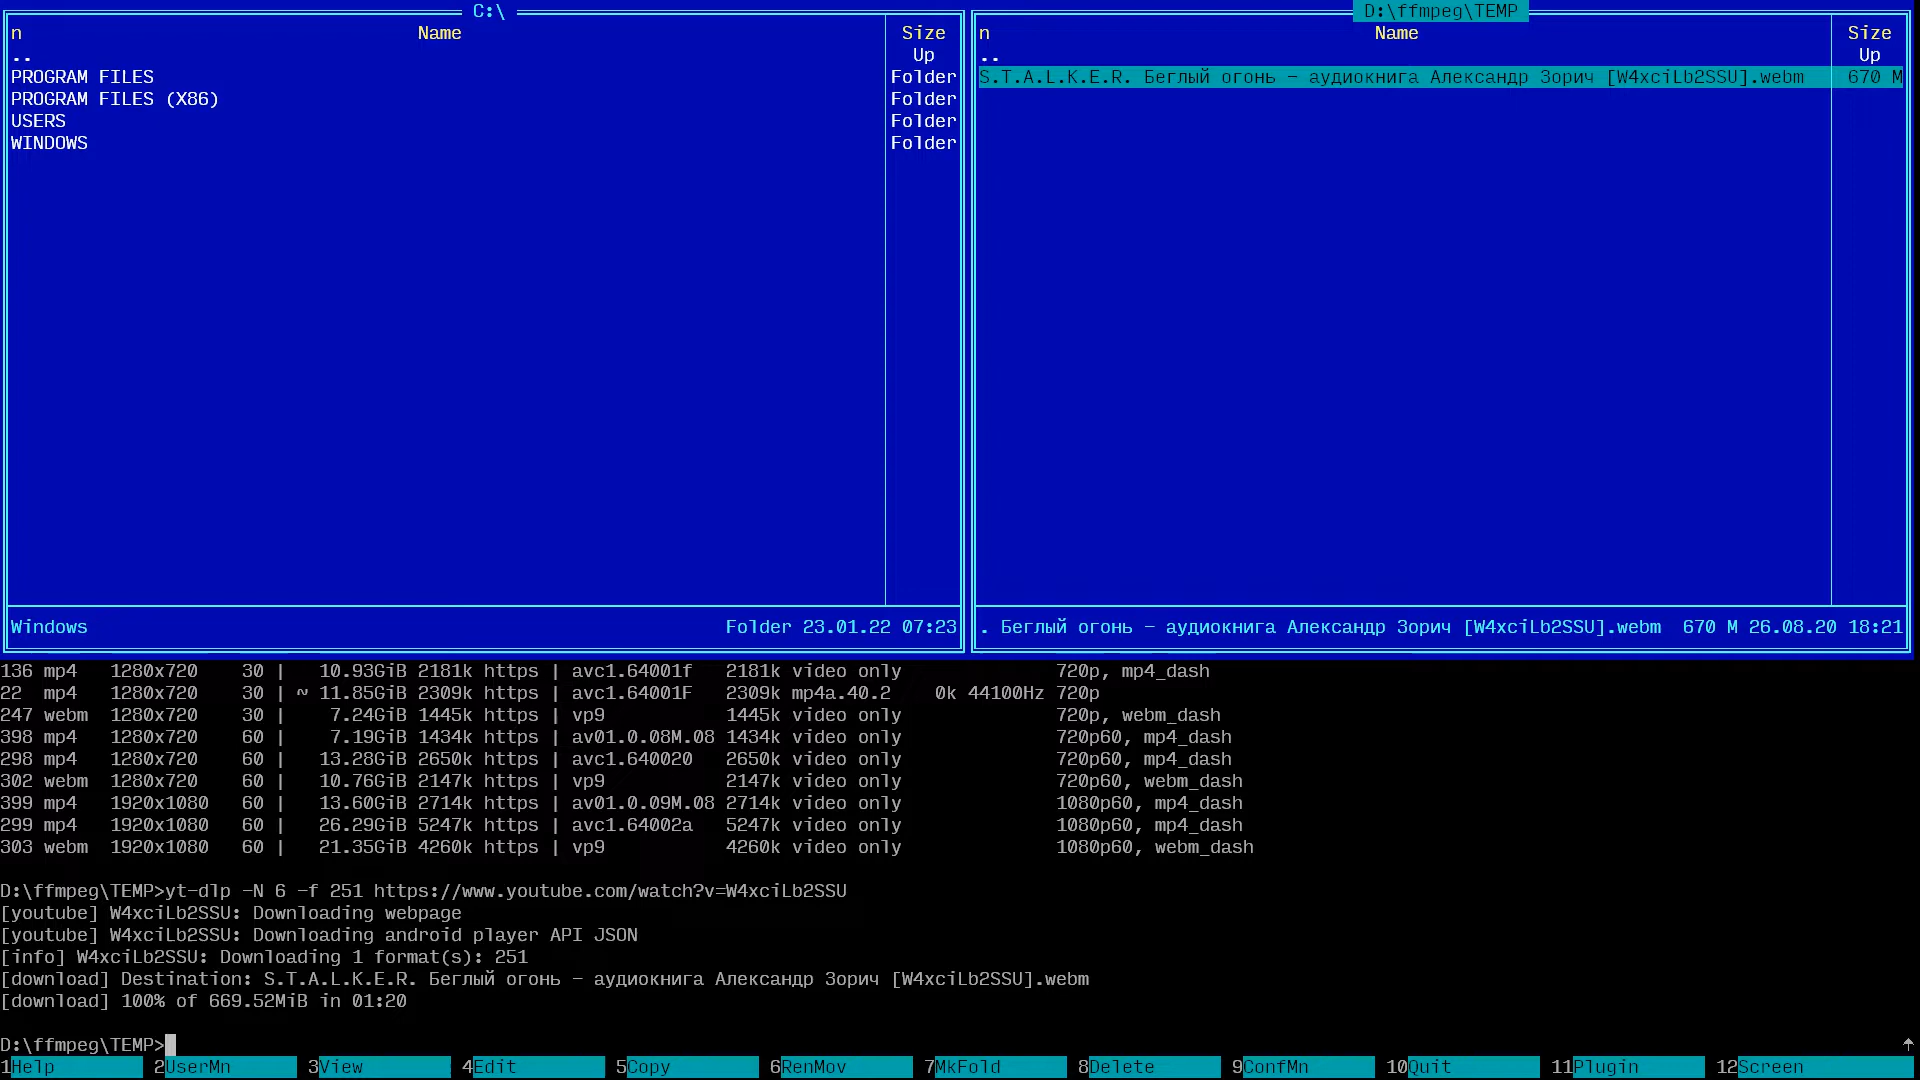 C:\
n Name Size
.. Up
PROGRAM FILES Folder
PROGRAM FILES (X86) Folder
USERS Folder
WINDOWS Folder
Windows Folder 23.01.22 07:23
D:\ffmpeg\TEMP
n Name Size
.. Up
S.T.A.L.K.E.R. Беглый огонь – аудиокнига Александр Зорич [W4xciLb2SSU].webm 670 M
. Беглый огонь – аудиокнига Александр Зорич [W4xciLb2SSU].webm 670 M 26.08.20 18:21
136 mp4 1280x720 30 | 10.93GiB 2181k https | avc1.64001f 2181k video only 720p, mp4_dash
22 mp4 1280x720 30 | ~ 11.85GiB 2309k https | avc1.64001F 2309k mp4a.40.2 0k 44100Hz 720p
247 webm 1280x720 30 | 7.24GiB 1445k https | vp9 1445k video only 720p, webm_dash
398 mp4 1280x720 60 | 7.19GiB 1434k https | av01.0.08M.08 1434k video only 720p60, mp4_dash
298 mp4 1280x720 60 | 13.28GiB 2650k https | avc1.640020 2650k video only 720p60, mp4_dash
302 webm 1280x720 60 | 10.76GiB 2147k https | vp9 2147k video only 720p60, webm_dash
399 mp4 1920x1080 60 | 13.60GiB 2714k https | av01.0.09M.08 2714k video only 1080p60, mp4_dash
299 mp4 1920x1080 60 | 26.29GiB 5247k https | avc1.64002a 5247k video only 1080p60, mp4_dash
303 webm 1920x1080 60 | 21.35GiB 4260k https | vp9 4260k video only 1080p60, webm_dash
D:\ffmpeg\TEMP>yt-dlp -N 6 -f 251 https://www.youtube.com/watch?v=W4xciLb2SSU
[youtube] W4xciLb2SSU: Downloading webpage
[youtube] W4xciLb2SSU: Downloading android player API JSON
[info] W4xciLb2SSU: Downloading 1 format(s): 251
[download] Destination: S.T.A.L.K.E.R. Беглый огонь – аудиокнига Александр Зорич [W4xciLb2SSU].webm
[download] 100% of 669.52MiB in 01:20
D:\ffmpeg\TEMP>
1Help 2UserMn 3View 4Edit 5Copy 6RenMov 7MkFold 8Delete 9ConfMn 10Quit 11Plugin 12Screen